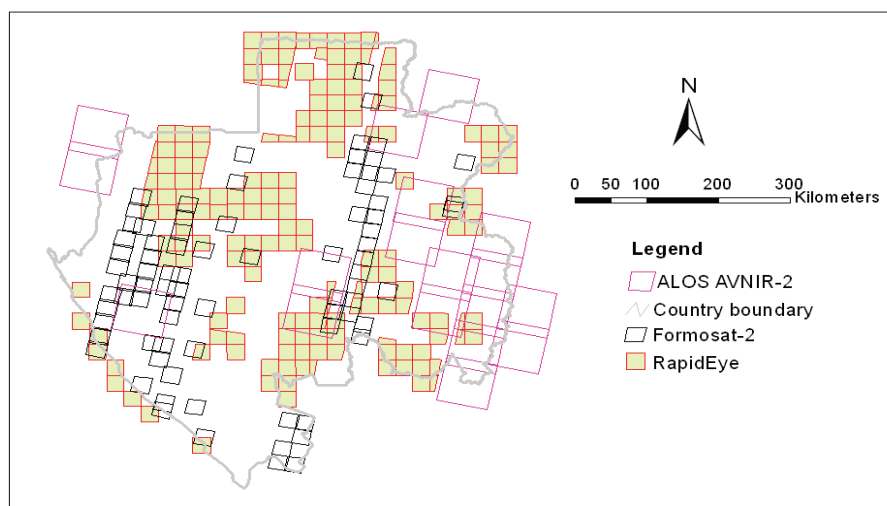 N
0 50 100 200 300
Kilometers
Legend
ALOS AVNIR-2
Country boundary
Formosat-2
RapidEye